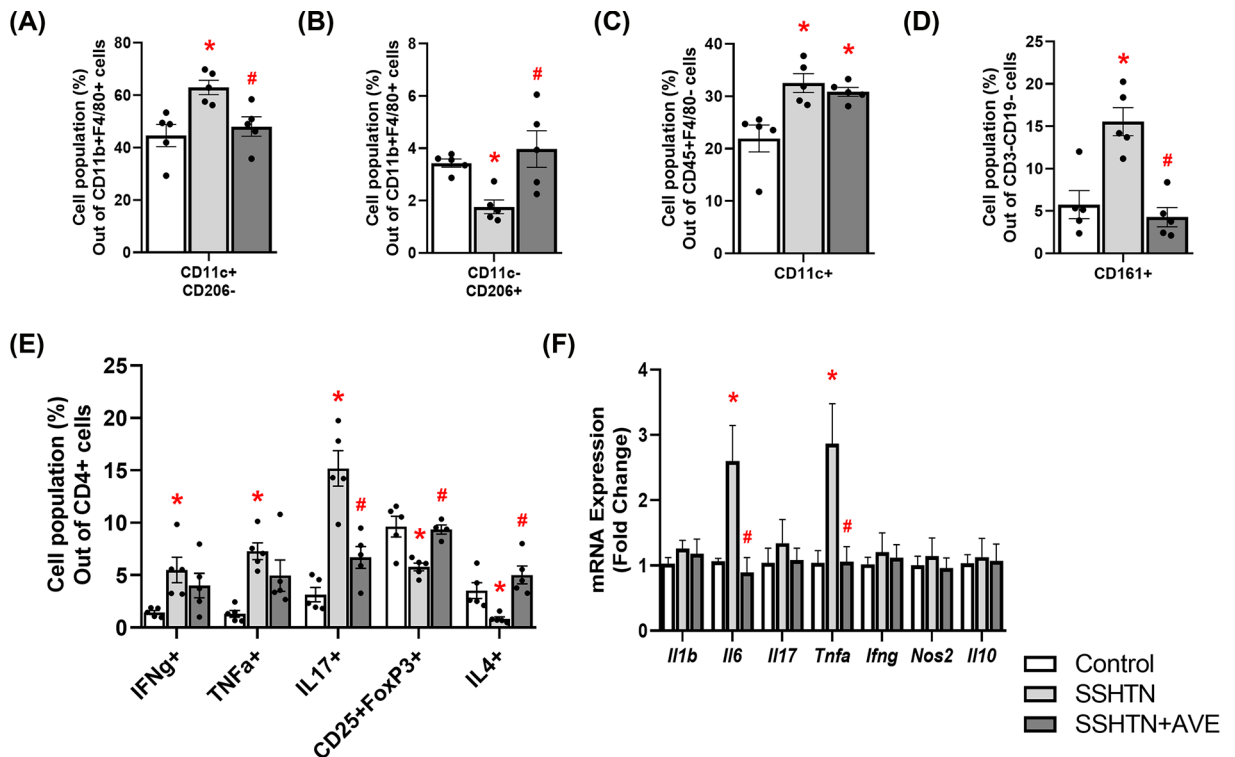 (A)
Cell population (%)
Out of CD11b+F4/80+ cells
80
60
40
20
0
*
#
CD11c+
CD206-
(B)
Cell population (%)
Out of CD11b+F4/80+ cells
8
6
4
2
0
*
#
CD11c-
CD206+
(C)
Cell population (%)
Out of CD45+F4/80- cells
40
30
20
10
0
*
*
CD11c+
(D)
Cell population (%)
Out of CD3-CD19- cells
25
20
15
10
5
0
*
#
CD161+
(E)
Cell population (%)
Out of CD4+ cells
25
20
15
10
5
0
*
*
*
#
*
#
*
#
IFNg+
TNFa+
IL17+
CD25+FoxP3+
IL4+
(F)
mRNA Expression
(Fold Change)
4
3
2
1
0
*
#
*
#
Il1b
Il6
Il17
Tnfa
Ifng
Nos2
Il10
Control
SSHTN
SSHTN+AVE